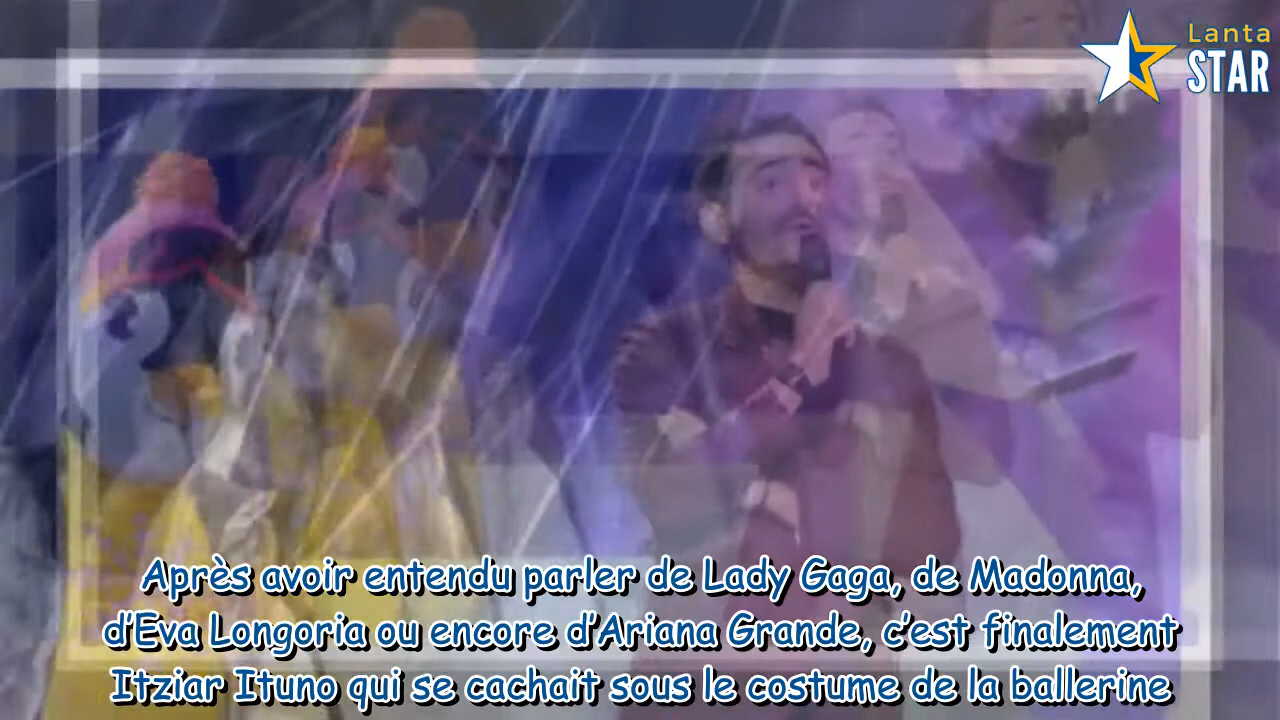 Lanta
STAR
Après avoir entendu parler de Lady Gaga, de Madonna,
d'Eva Longoria ou encore d'Ariana Grande, c'est finalement
Itziar Ituno qui se cachait sous le costume de la ballerine